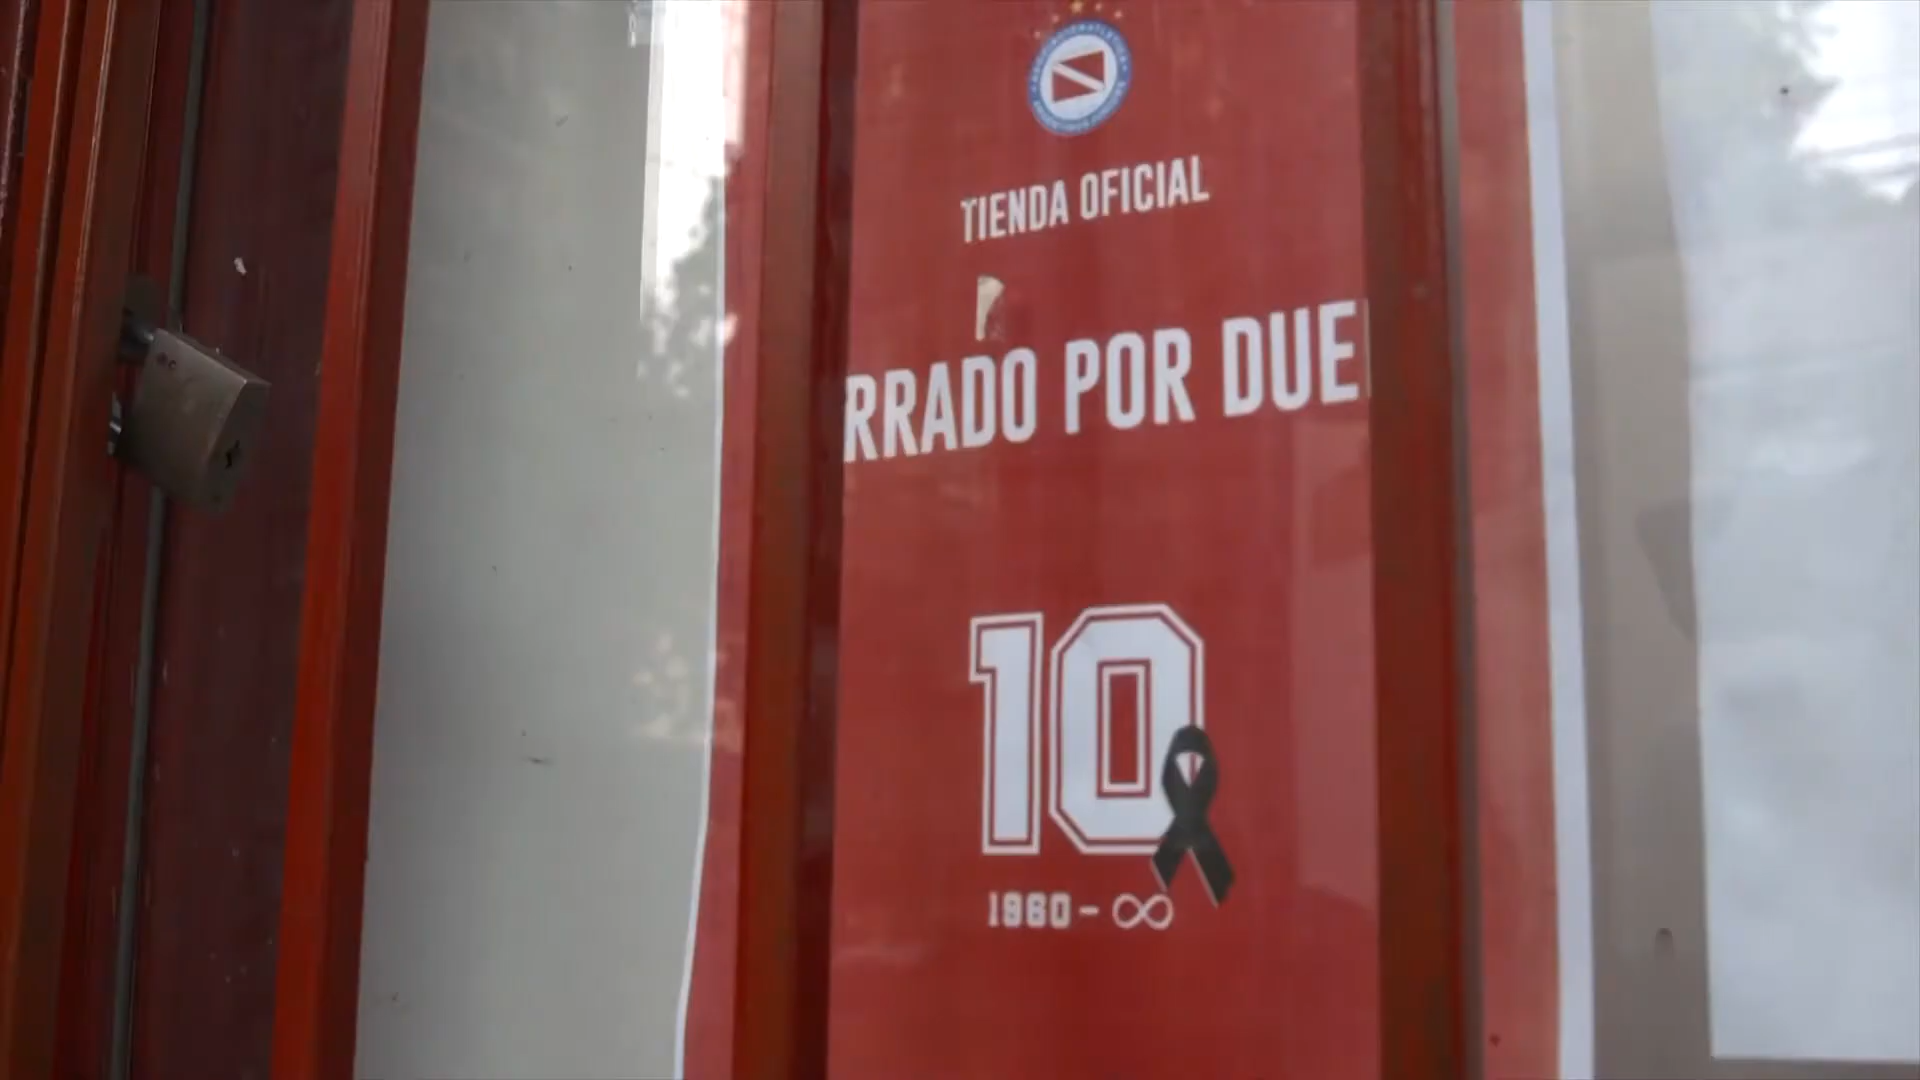 TIENDA OFICIAL
RRADO POR DUE
10
1960 - ∞